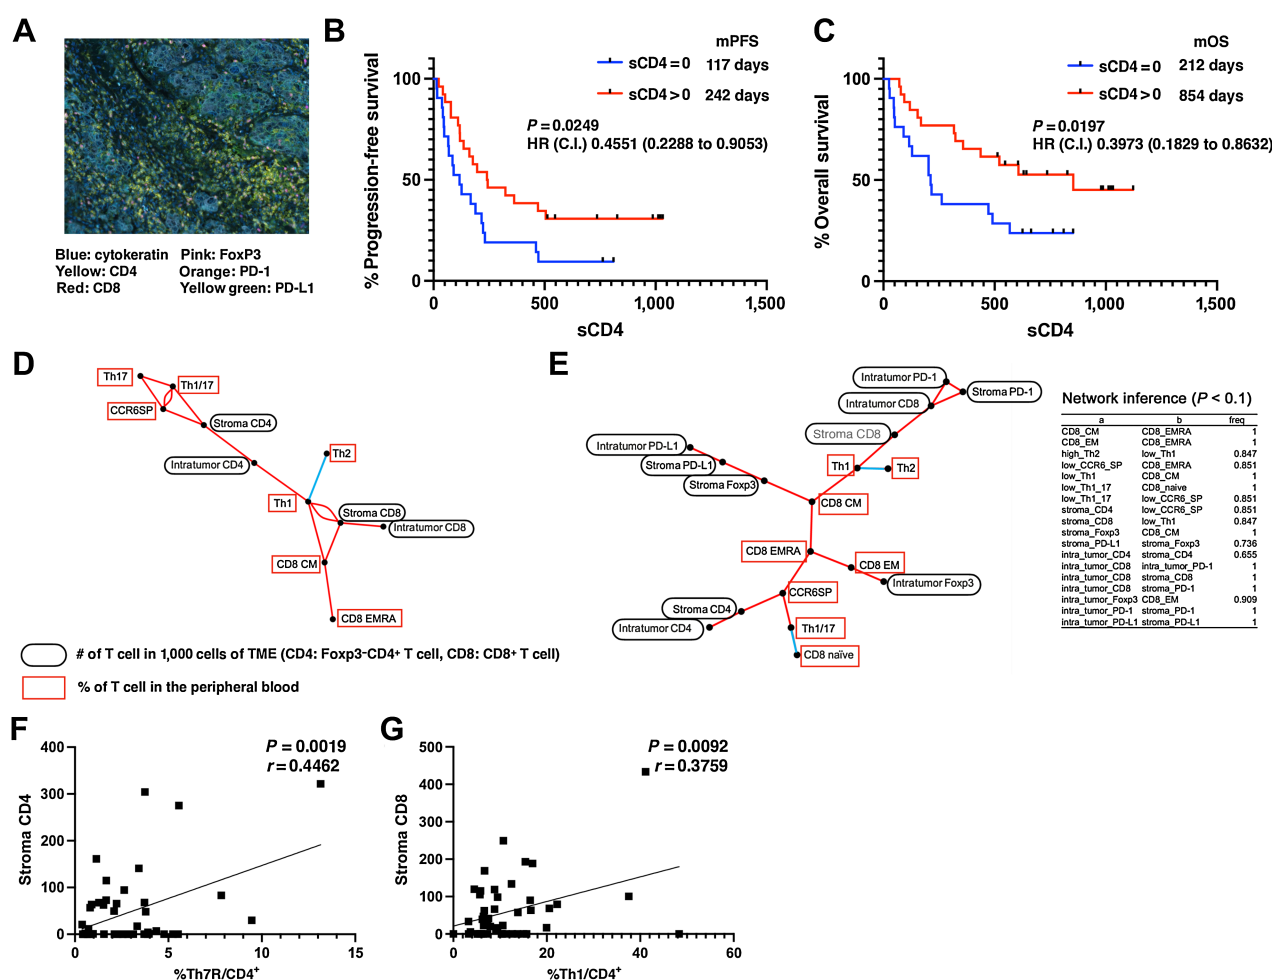 A
Blue: cytokeratin Pink: FoxP3
Yellow: CD4 Orange: PD-1
Red: CD8 Yellow green: PD-L1
B
mPFS
sCD4 = 0 117 days
sCD4 > 0 242 days
P = 0.0249
HR (C.I.) 0.4551 (0.2288 to 0.9053)
% Progression-free survival
100
50
0
0 500 1,000 1,500
sCD4
C
mOS
sCD4 = 0 212 days
sCD4 > 0 854 days
P = 0.0197
HR (C.I.) 0.3973 (0.1829 to 0.8632)
% Overall survival
100
50
0
0 500 1,000 1,500
sCD4
D
Th17
Th1/17
CCR6SP
Stroma CD4
Intratumor CD4
Th2
Th1
Stroma CD8
Intratumor CD8
CD8 CM
CD8 EMRA
# of T cell in 1,000 cells of TME (CD4: Foxp3−CD4+ T cell, CD8: CD8+ T cell)
% of T cell in the peripheral blood
E
Intratumor PD-1
Stroma PD-1
Intratumor CD8
Stroma CD8
Intratumor PD-L1
Stroma PD-L1
Th1
Th2
Stroma Foxp3
CD8 CM
CD8 EMRA
CD8 EM
Intratumor Foxp3
CCR6SP
Stroma CD4
Intratumor CD4
Th1/17
CD8 naïve
Network inference (P < 0.1)
a b freq
CD8_CM CD8_EMRA 1
CD8_EM CD8_EMRA 1
high_Th2 low_Th1 0.847
low_CCR6_SP CD8_EMRA 0.851
low_Th1 CD8_CM 1
low_Th1_17 CD8_naive 1
low_Th1_17 low_CCR6_SP 0.851
stroma_CD4 low_CCR6_SP 0.851
stroma_CD8 low_Th1 0.847
stroma_Foxp3 CD8_CM 1
stroma_PD-L1 stroma_Foxp3 0.736
intra_tumor_CD4 stroma_CD4 0.655
intra_tumor_CD8 intra_tumor_PD-1 1
intra_tumor_CD8 stroma_CD8 1
intra_tumor_CD8 stroma_PD-1 1
intra_tumor_Foxp3 CD8_EM 0.909
intra_tumor_PD-1 stroma_PD-1 1
intra_tumor_PD-L1 stroma_PD-L1 1
F
P = 0.0019
r = 0.4462
Stroma CD4
400
300
200
100
0
0 5 10 15
%Th7R/CD4+
G
P = 0.0092
r = 0.3759
Stroma CD8
500
400
300
200
100
0
0 20 40 60
%Th1/CD4+